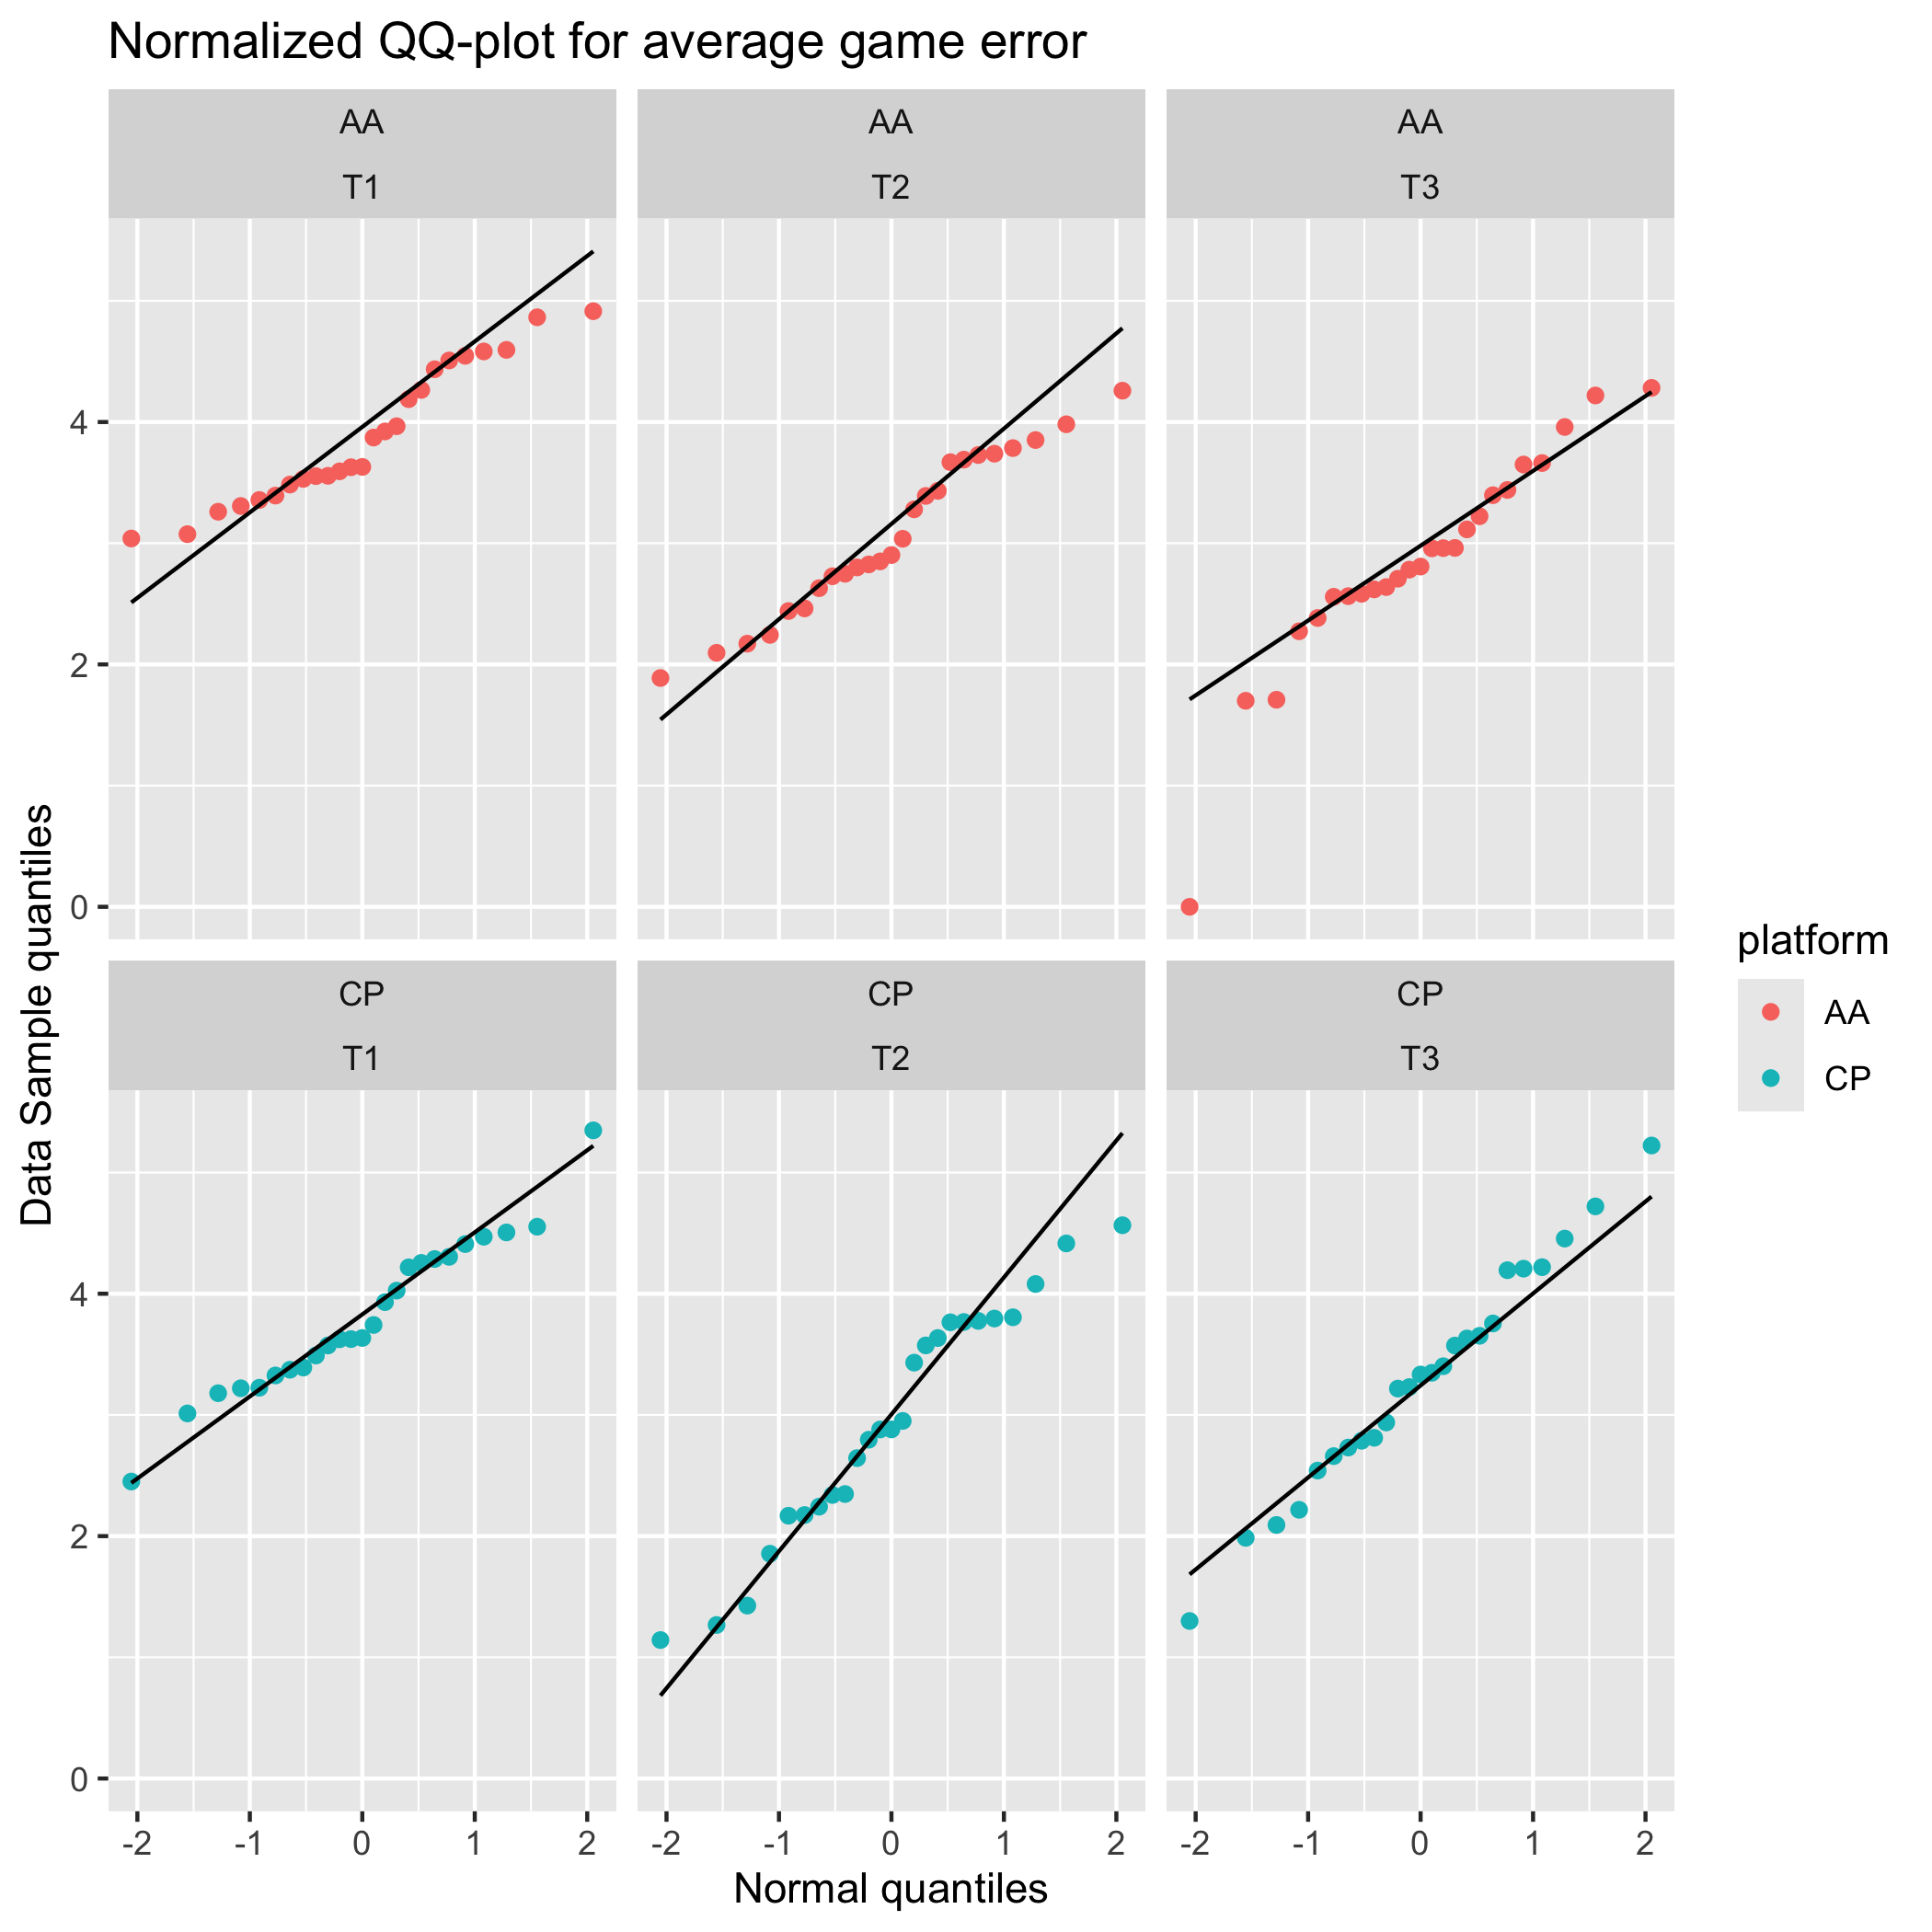 Normalized QQ-plot for average game error
AA
AA
AA
T1
T2
T3
4
2
0
CP
CP
CP
T1
T2
T3
4
2
0
-2
-1
0
1
2
-2
-1
0
1
2
-2
-1
0
1
2
Normal quantiles
Data Sample quantiles
platform
AA
CP